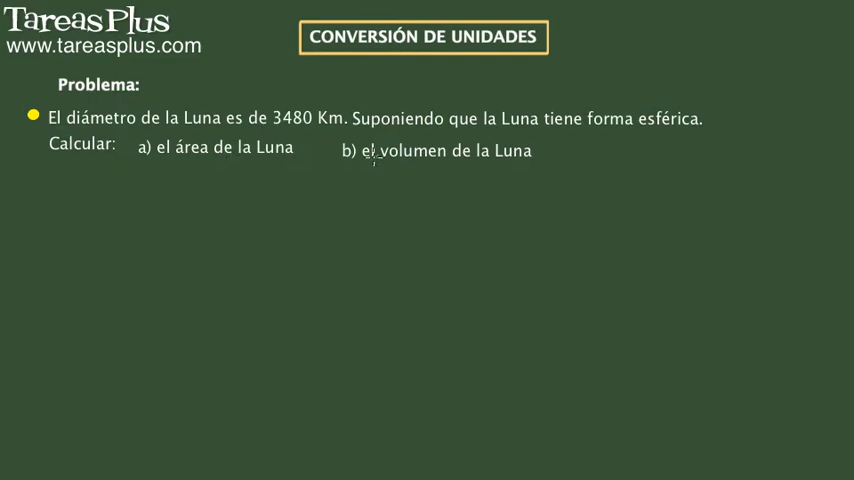 TareasPlus
www.tareasplus.com
CONVERSIÓN DE UNIDADES
Problema:
El diámetro de la Luna es de 3480 Km. Suponiendo que la Luna tiene forma esférica.
Calcular: a) el área de la Luna b) el volumen de la Luna